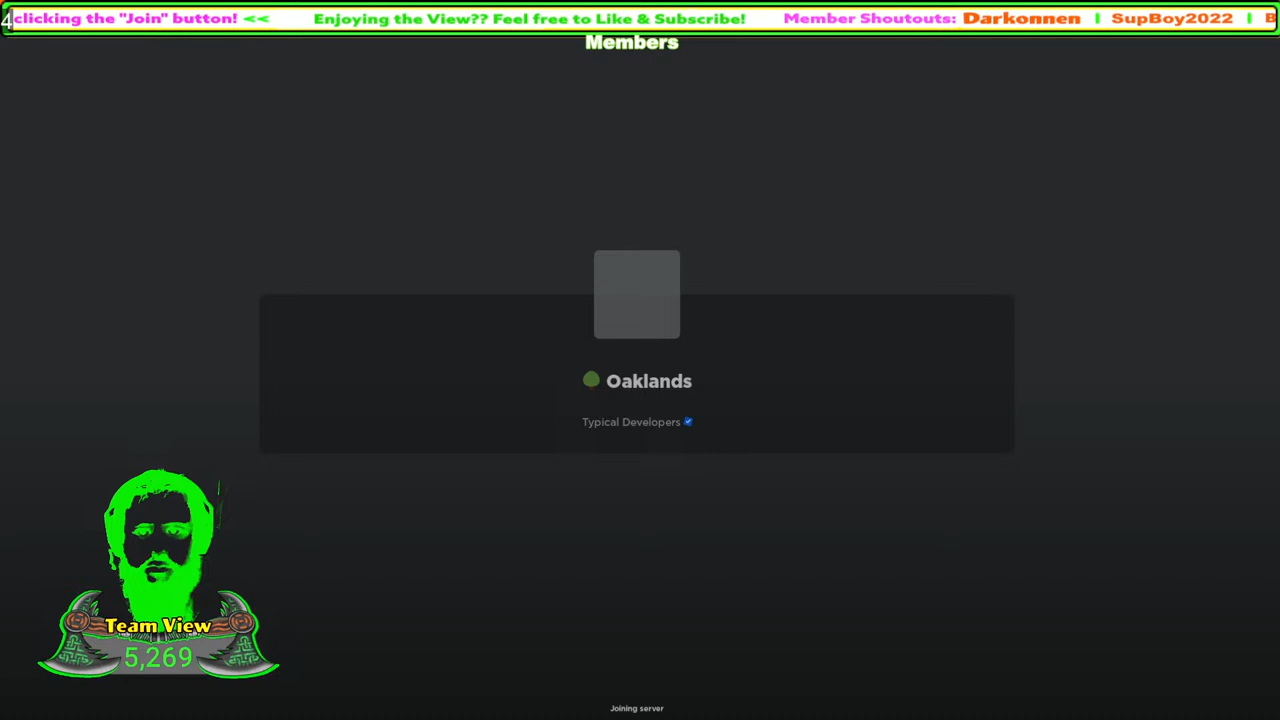 4
clicking the "Join" button! << Enjoying the View?? Feel free to Like & Subscribe! Member Shoutouts: Darkonnen | SupBoy2022 |
Members
Oaklands
Typical Developers
Team View
5,269
Joining server